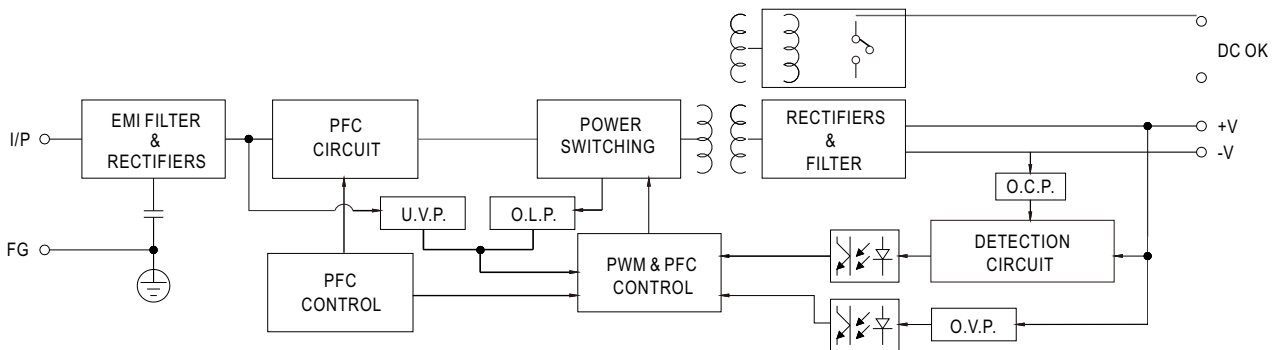 DC OK
I/P
EMI FILTER
&
RECTIFIERS
PFC
CIRCUIT
POWER
SWITCHING
RECTIFIERS
&
FILTER
+V
-V
O.C.P.
U.V.P.
O.L.P.
FG
PFC
CONTROL
PWM & PFC
CONTROL
DETECTION
CIRCUIT
O.V.P.